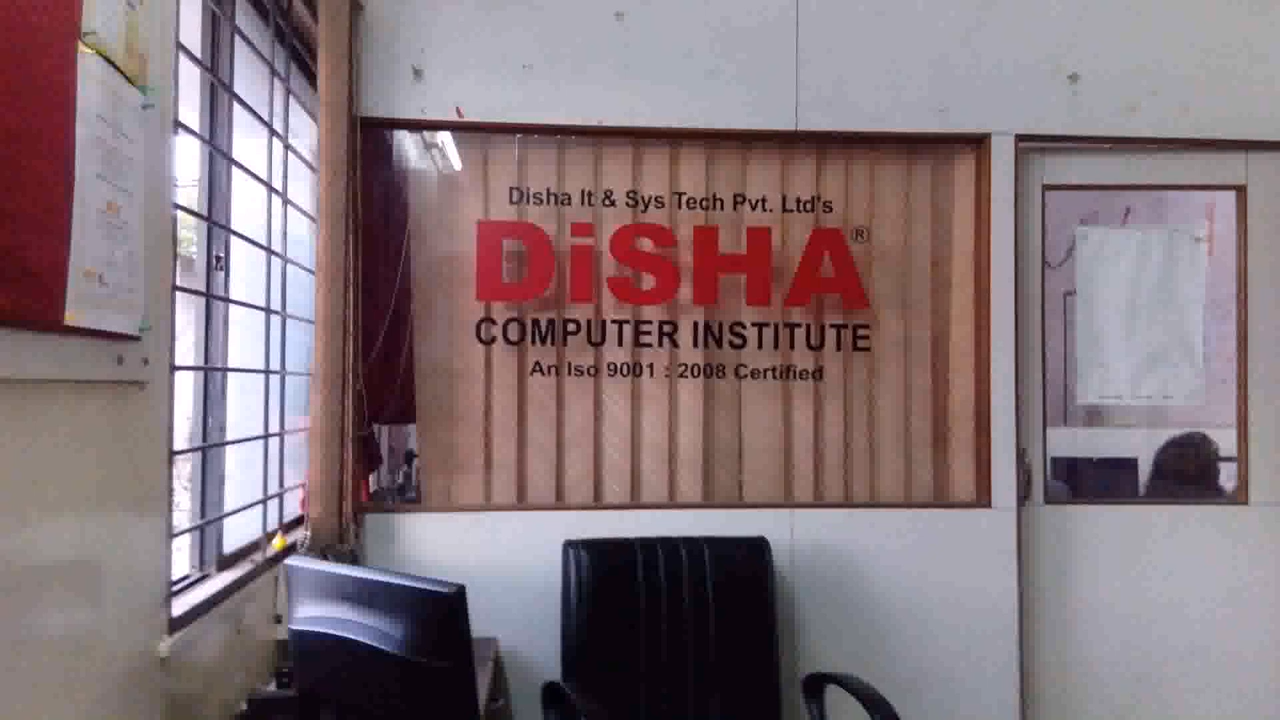 Disha It & Sys Tech Pvt. Ltd's
DiSHA®
COMPUTER INSTITUTE
An Iso 9001 : 2008 Certified